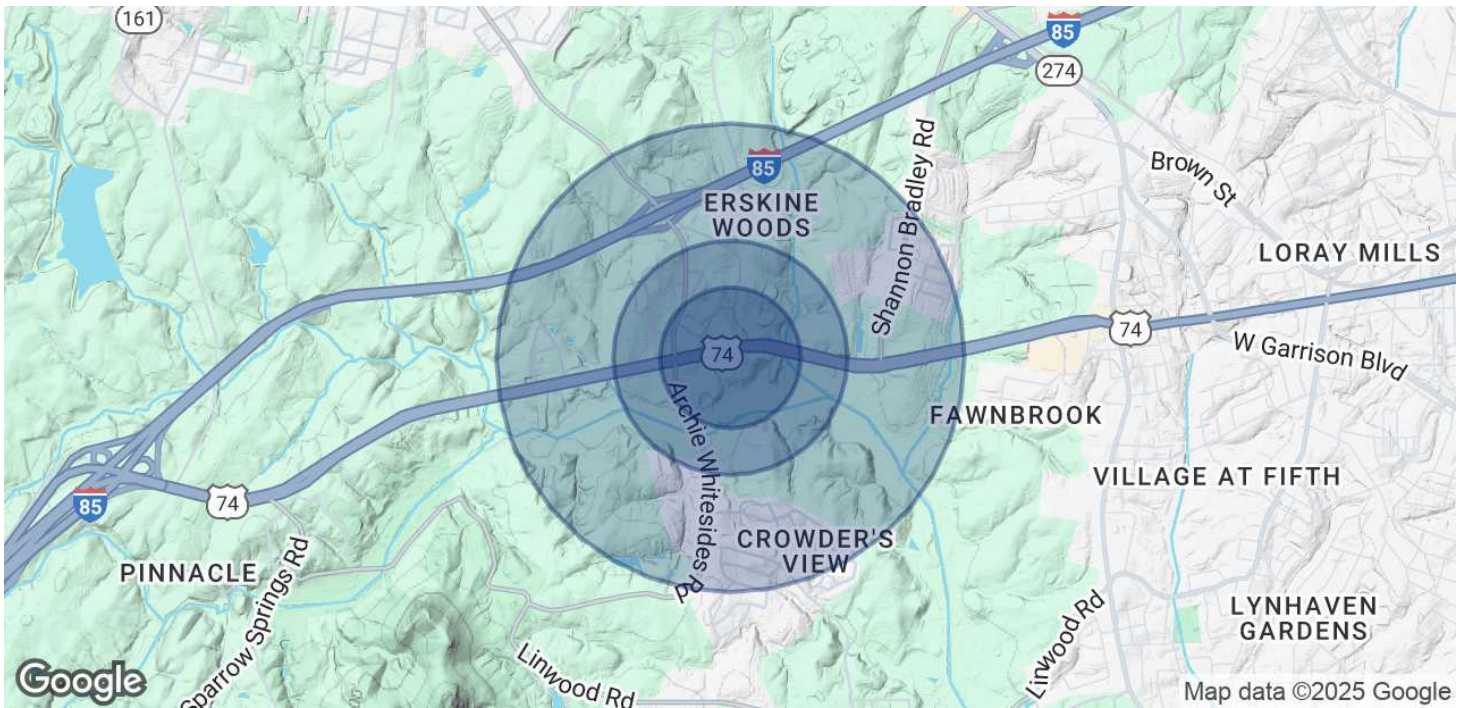 161
85
274
Brown St
85
Shannon Bradley Rd
ERSKINE
WOODS
LORAY MILLS
74
74
W Garrison Blvd
Archie Whitesides Rd
FAWNBROOK
VILLAGE AT FIFTH
85
74
CROWDER'S
VIEW
PINNACLE
Sparrow Springs Rd
LYNHAVEN
GARDENS
Linwood Rd
Linwood Rd
Google
Map data ©2025 Google